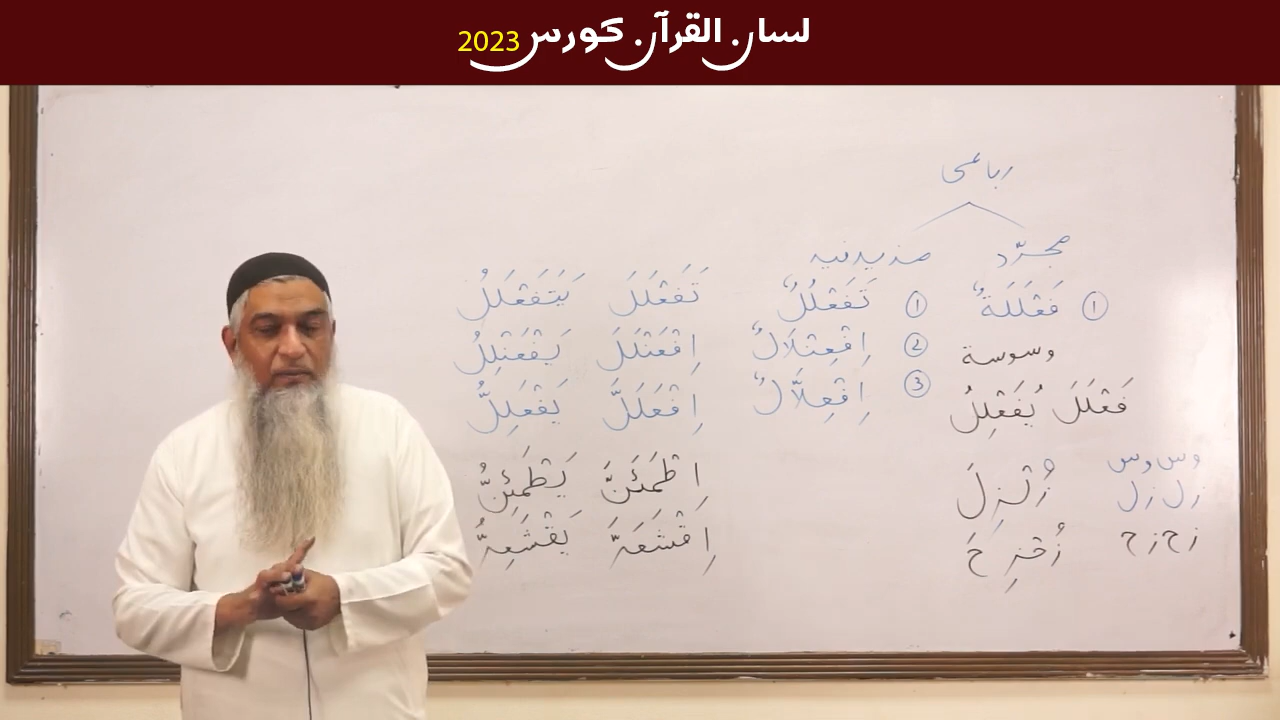 لسان القرآن کورس 2023
رباعی
مجرّد مزید فیہ
① فَعْلَلَةٌ ① تَفَعْلُلٌ تَفَعْلَلَ يَتَفَعْلَلُ
وسوسة ② اِفْعِنْلَالٌ اِفْعَنْلَلَ يَفْعَنْلِلُ
فَعْلَلَ يُفَعْلِلُ ③ اِفْعِلَّالٌ اِفْعَلَلَّ يَفْعَلِلُّ
وس وس
زل زل زُلْزِلَ اِطْمَئَنَّ يَطْمَئِنُّ
زح زح زُحْزِحَ اِقْشَعَرَّ يَقْشَعِرُّ